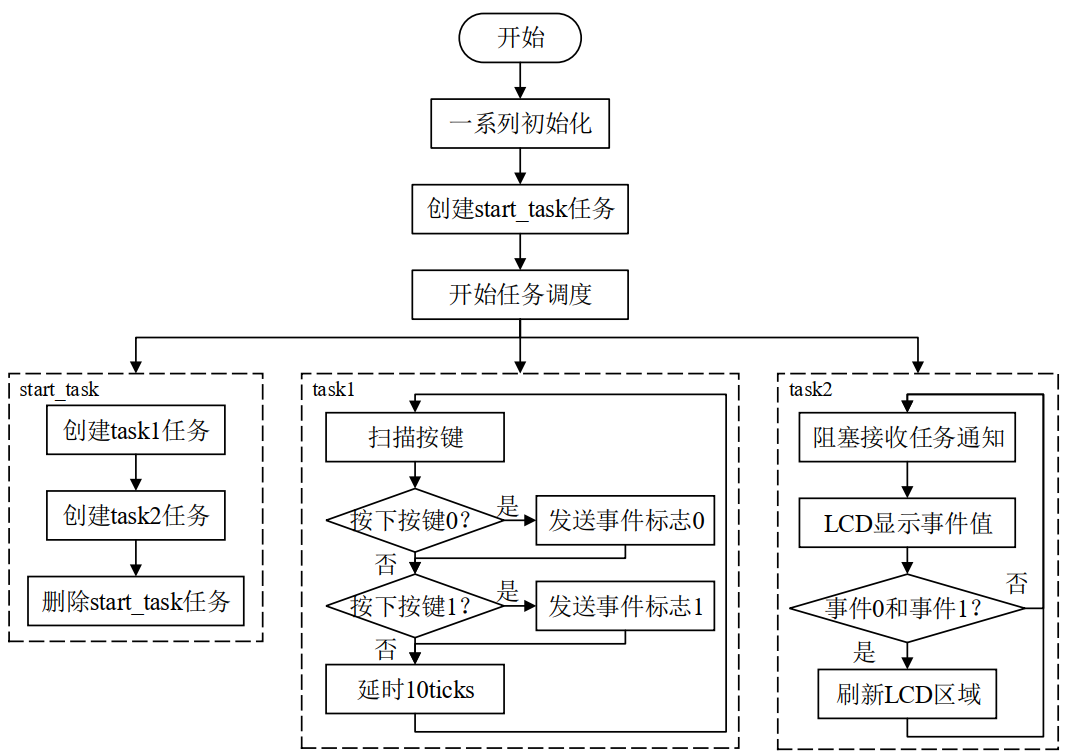 开始
一系列初始化
创建start_task任务
开始任务调度
start_task
创建task1任务
创建task2任务
删除start_task任务
task1
扫描按键
按下按键0？
是
发送事件标志0
否
按下按键1？
是
发送事件标志1
否
延时10ticks
task2
阻塞接收任务通知
LCD显示事件值
事件0和事件1？
否
是
刷新LCD区域